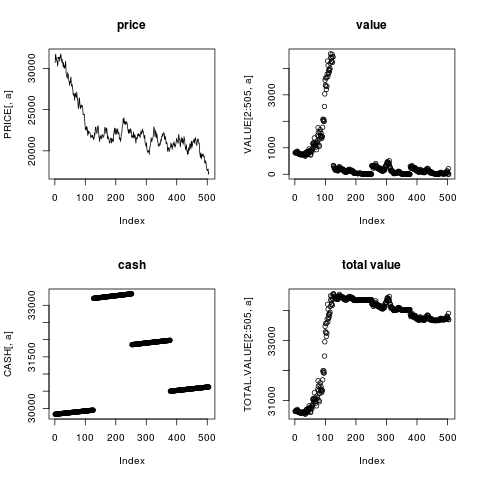 price
PRICE[, a]
20000 25000 30000
0 100 200 300 400 500
Index
value
VALUE[2:505, a]
0 1000 3000
0 100 200 300 400 500
Index
cash
CASH[, a]
30000 31500 33000
0 100 200 300 400 500
Index
total value
TOTAL.VALUE[2:505, a]
31000 33000
0 100 200 300 400 500
Index